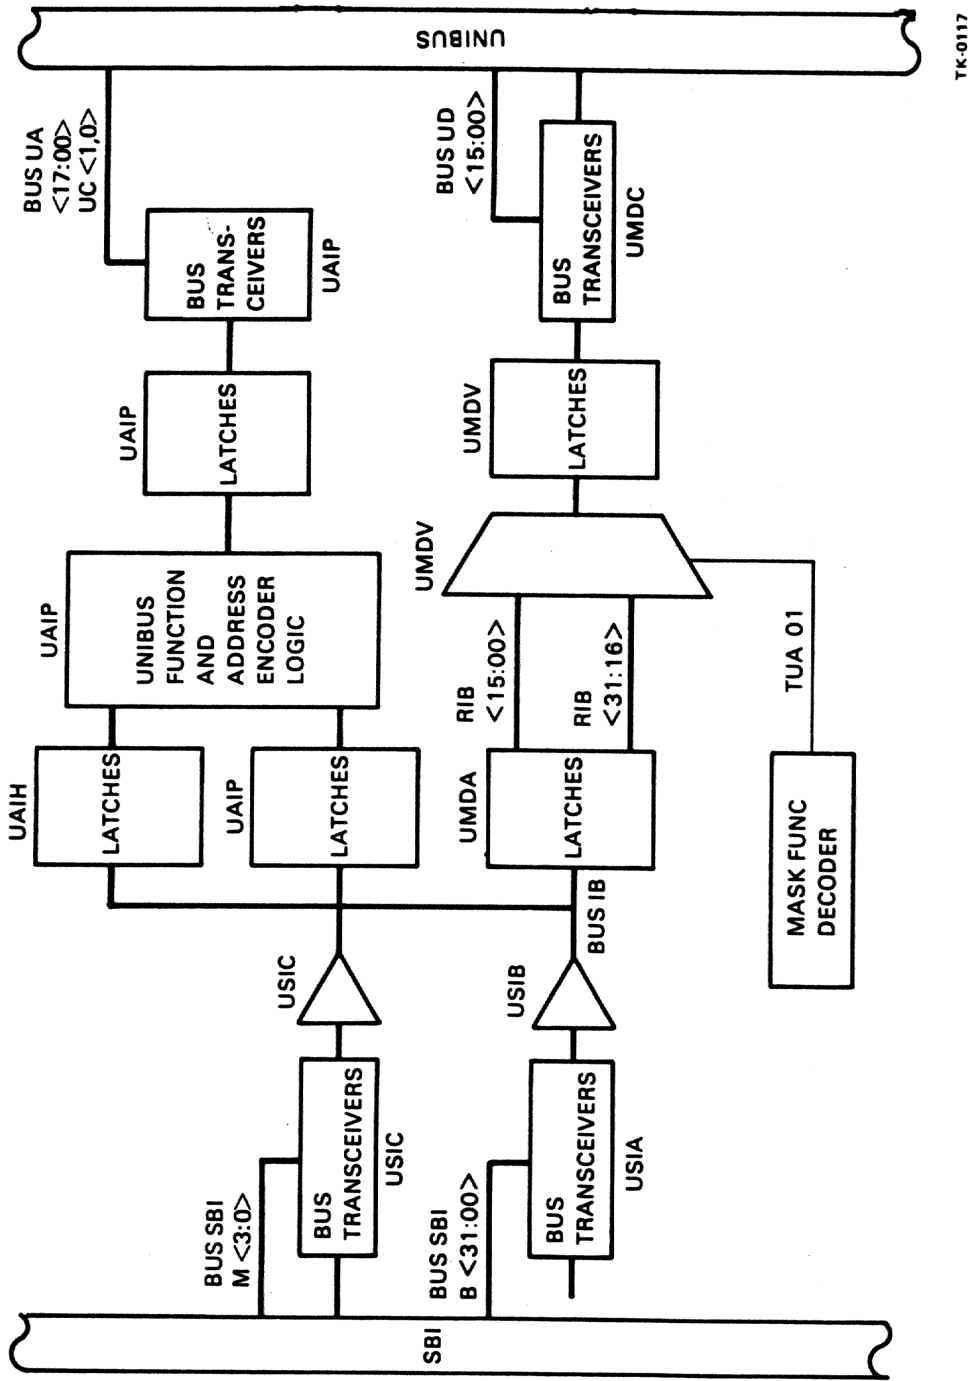 SBI
BUS SBI
M <3:0>
BUS
TRANSCEIVERS
USIC
USIC
BUS SBI
B <31:00>
BUS
TRANSCEIVERS
USIA
USIB
BUS IB
UAIH
LATCHES
UAIP
LATCHES
UAIP
UNIBUS
FUNCTION
AND
ADDRESS
ENCODER
LOGIC
UAIP
LATCHES
BUS
TRANS-
CEIVERS
UAIP
BUS UA
<17:00>
UC <1,0>
UMDA
LATCHES
RIB
<15:00>
RIB
<31:16>
UMDV
UMDV
LATCHES
BUS
TRANSCEIVERS
UMDC
BUS UD
<15:00>
MASK FUNC
DECODER
TUA 01
UNIBUS
TK-0117